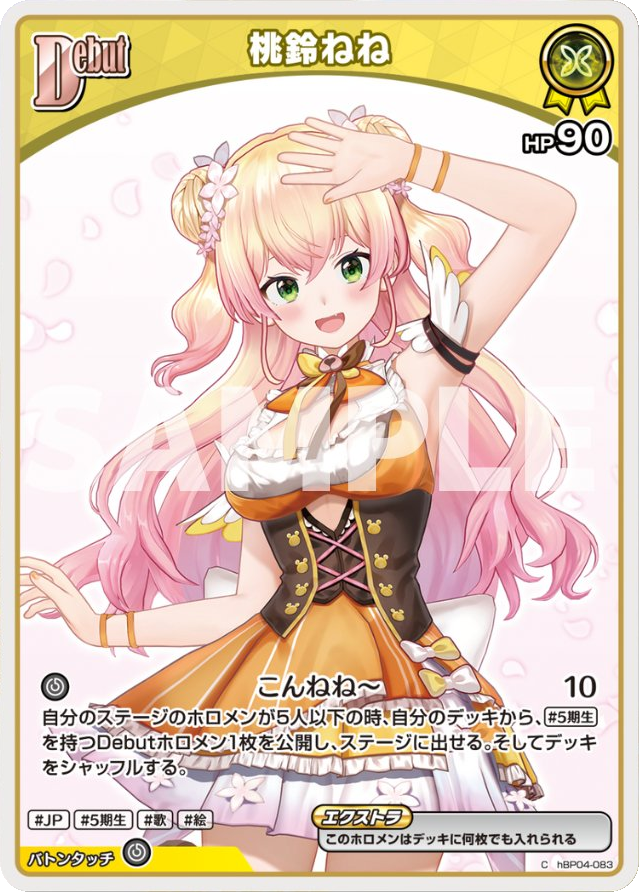 Debut
桃鈴ねね
HP90
SAMPLE
こんねね〜 10
自分のステージのホロメンが5人以下の時、自分のデッキから、#5期生
を持つDebutホロメン1枚を公開し、ステージに出せる。そしてデッキ
をシャッフルする。
#JP #5期生 #歌 #絵
エクストラ
このホロメンはデッキに何枚でも入れられる
バトンタッチ
C hBP04-083